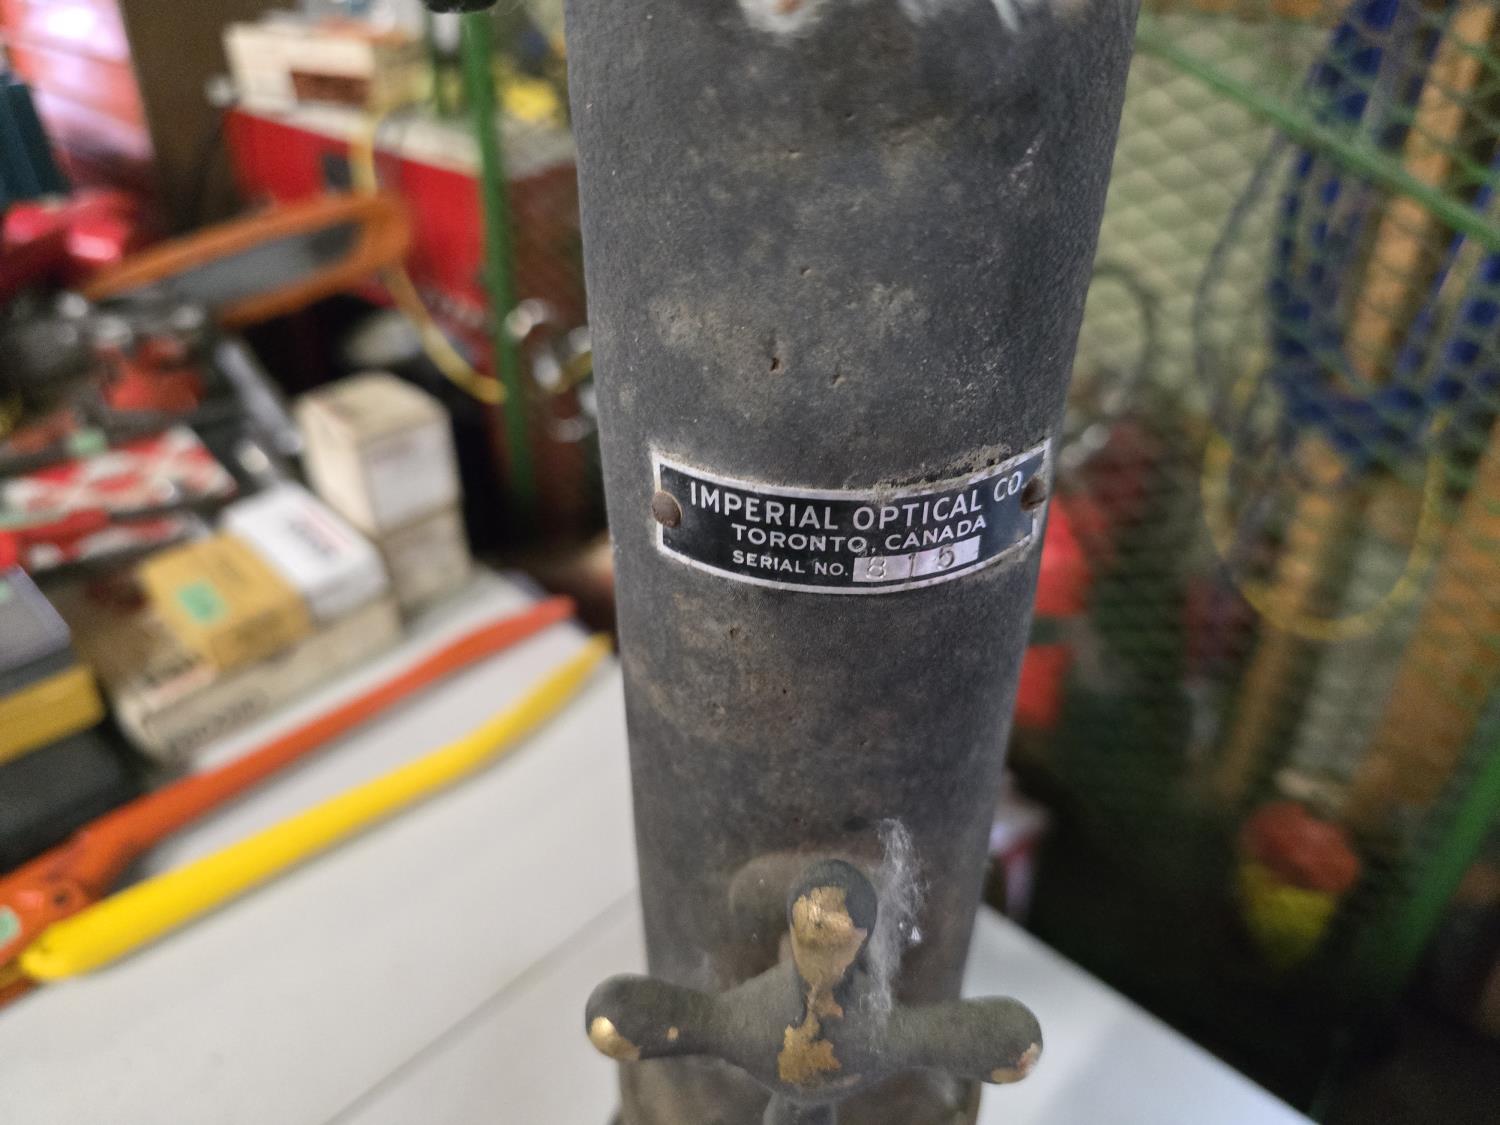 IMPERIAL OPTICAL CO.
TORONTO, CANADA
SERIAL NO. 815